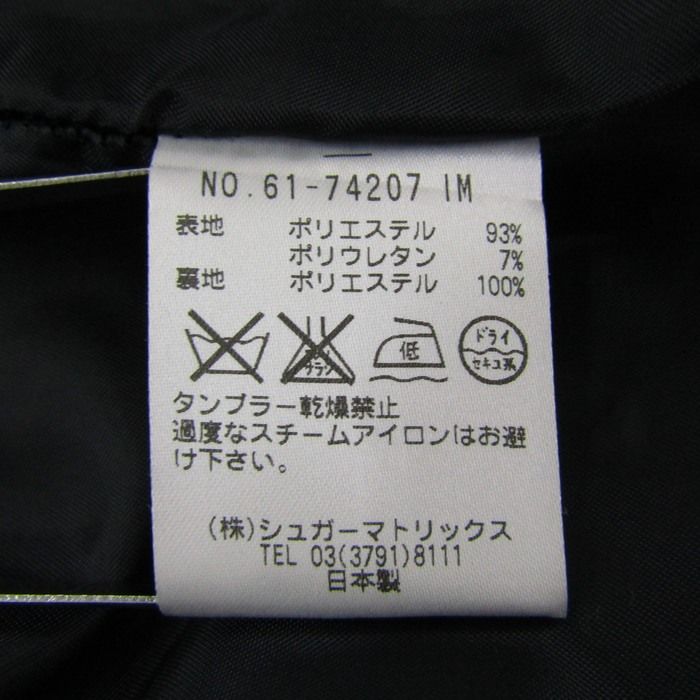 NO.61-74207 IM
表地 ポリエステル 93%
ポリウレタン 7%
裏地 ポリエステル 100%
低
ドライ
セキユ系
タンブラー乾燥禁止
過度なスチームアイロンはお避
け下さい。
(株)シュガーマトリックス
TEL 03(3791)8111
日本製